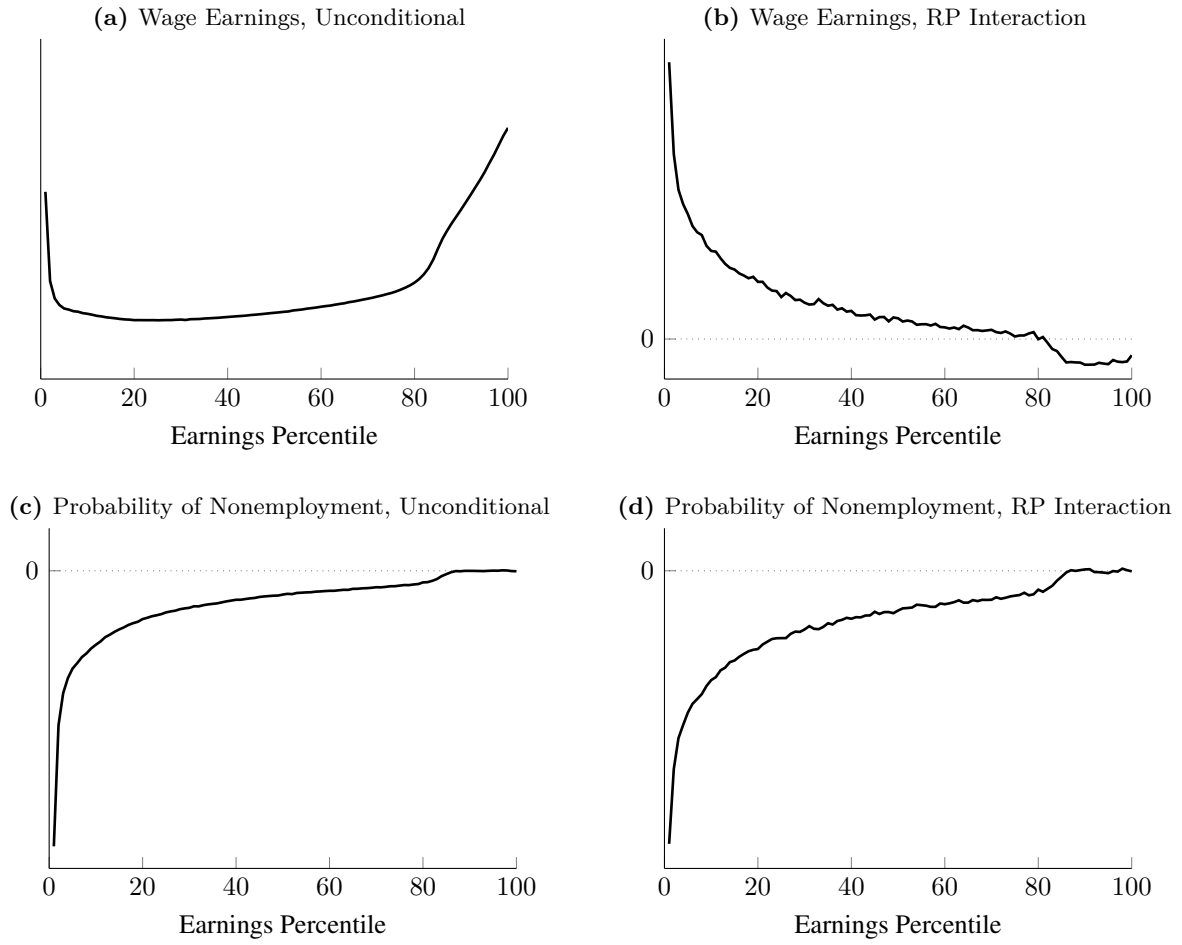 (a) Wage Earnings, Unconditional
0 20 40 60 80 100
Earnings Percentile
(b) Wage Earnings, RP Interaction
0
0 20 40 60 80 100
Earnings Percentile
(c) Probability of Nonemployment, Unconditional
0
0 20 40 60 80 100
Earnings Percentile
(d) Probability of Nonemployment, RP Interaction
0
0 20 40 60 80 100
Earnings Percentile